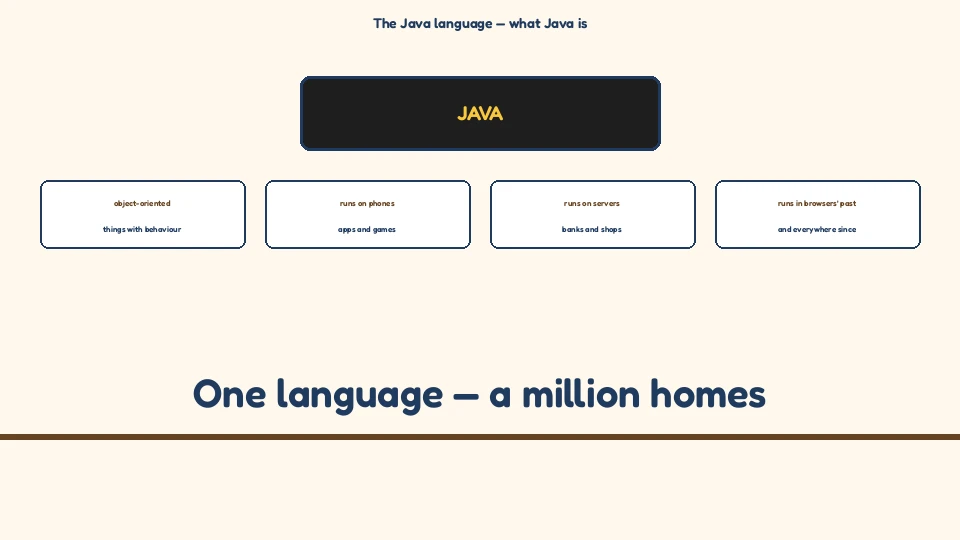 The Java language — what Java is
JAVA
object-oriented
things with behaviour
runs on phones
apps and games
runs on servers
banks and shops
runs in browsers' past
and everywhere since
One language — a million homes